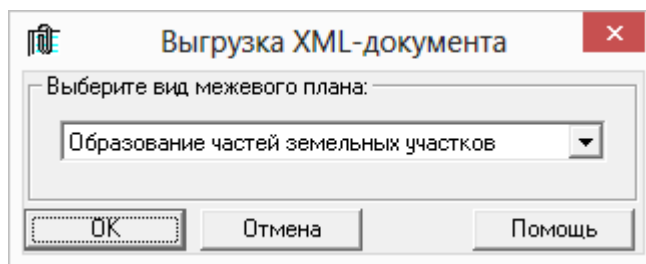 Выгрузка XML-документа
Выберите вид межевого плана:
Образование частей земельных участков
OK Отмена Помощь